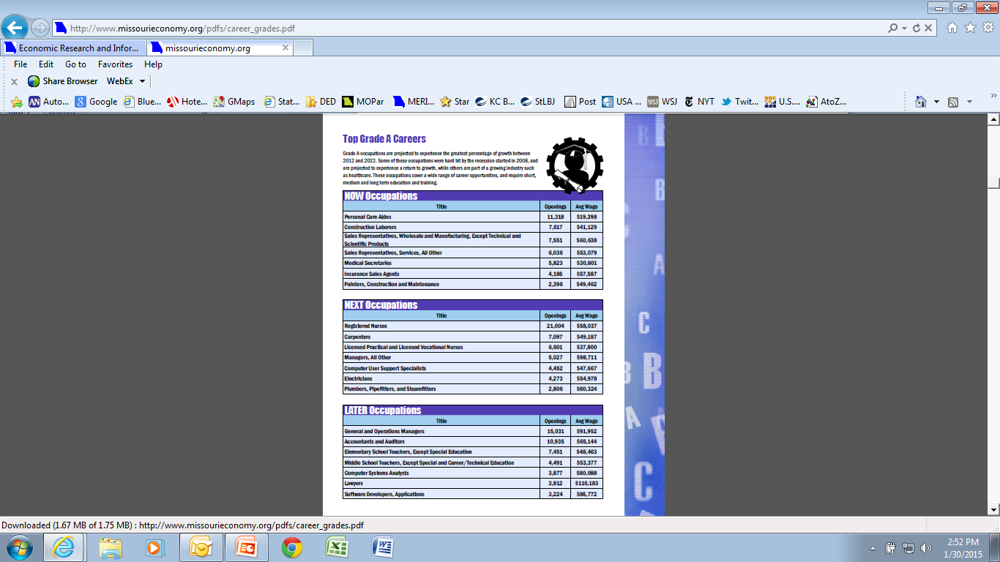 http://www.missourieconomy.org/pdfs/career_grades.pdf
Economic Research and Infor...
missourieconomy.org
File Edit Go to Favorites Help
x Share Browser WebEx
Auto... Google Blue... Hote... GMaps Stat... DED MOPar MERI... Star KC B... StLBJ Post USA ... WSJ NYT Twit... U.S.... AtoZ...
Top Grade A Careers
Grade A occupations are projected to experience the greatest percentage of growth between
2012 and 2022. Some of these occupations were hard hit by the recession started in 2008, and
are projected to experience a return to growth, while others are part of a growing industry such
as healthcare. These occupations cover a wide range of career opportunities, and require short,
medium and long term education and training.
NOW Occupations
Title Openings Avg Wage
Personal Care Aides 11,318 $19,398
Construction Laborers 7,617 $41,129
Sales Representatives, Wholesale and Manufacturing, Except Technical and
Scientific Products 7,551 $60,638
Sales Representatives, Services, All Other 6,036 $53,079
Medical Secretaries 5,823 $30,801
Insurance Sales Agents 4,185 $57,587
Painters, Construction and Maintenance 2,396 $49,462
NEXT Occupations
Title Openings Avg Wage
Registered Nurses 21,004 $58,037
Carpenters 7,097 $49,187
Licensed Practical and Licensed Vocational Nurses 6,601 $37,800
Managers, All Other 5,027 $98,711
Computer User Support Specialists 4,452 $47,667
Electricians 4,273 $54,978
Plumbers, Pipefitters, and Steamfitters 2,806 $60,324
LATER Occupations
Title Openings Avg Wage
General and Operations Managers 15,031 $91,952
Accountants and Auditors 10,935 $65,144
Elementary School Teachers, Except Special Education 7,451 $48,463
Middle School Teachers, Except Special and Career/Technical Education 4,491 $53,377
Computer Systems Analysts 3,877 $80,088
Lawyers 3,812 $116,183
Software Developers, Applications 3,224 $85,772
B
B
A
C
B
B
A
C
Downloaded (1.67 MB of 1.75 MB) : http://www.missourieconomy.org/pdfs/career_grades.pdf
2:52 PM
1/30/2015